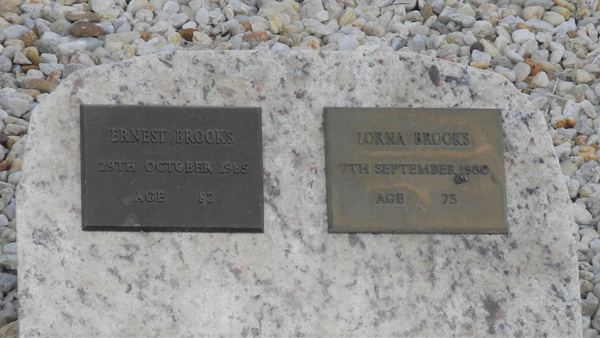 ERNEST BROOKS
29TH OCTOBER 1985
AGE 82
LORNA BROOKS
7TH SEPTEMBER 1980
AGE 75